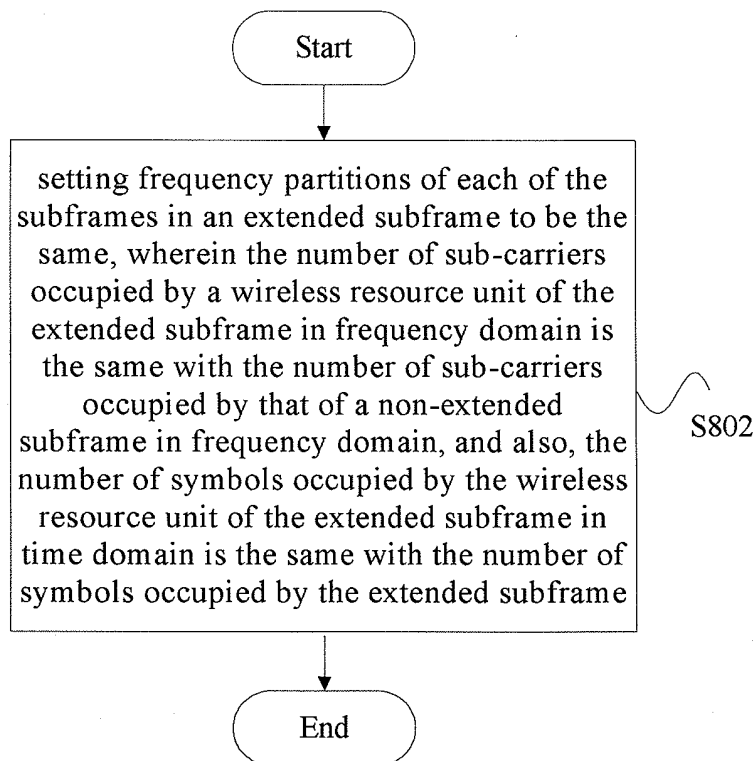 Start
setting frequency partitions of each of the
subframes in an extended subframe to be the
same, wherein the number of sub-carriers
occupied by a wireless resource unit of the
extended subframe in frequency domain is
the same with the number of sub-carriers
occupied by that of a non-extended
subframe in frequency domain, and also, the
number of symbols occupied by the wireless
resource unit of the extended subframe in
time domain is the same with the number of
symbols occupied by the extended subframe
S802
End